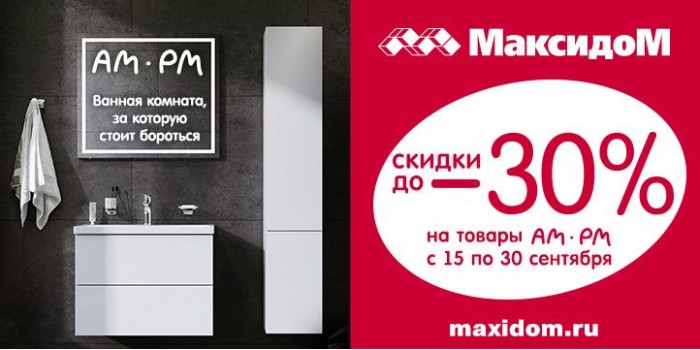 AM·PM
Ванная комната,
за которую
стоит бороться
МаксидоМ
скидки
до –30%
на товары AM·PM
с 15 по 30 сентября
maxidom.ru